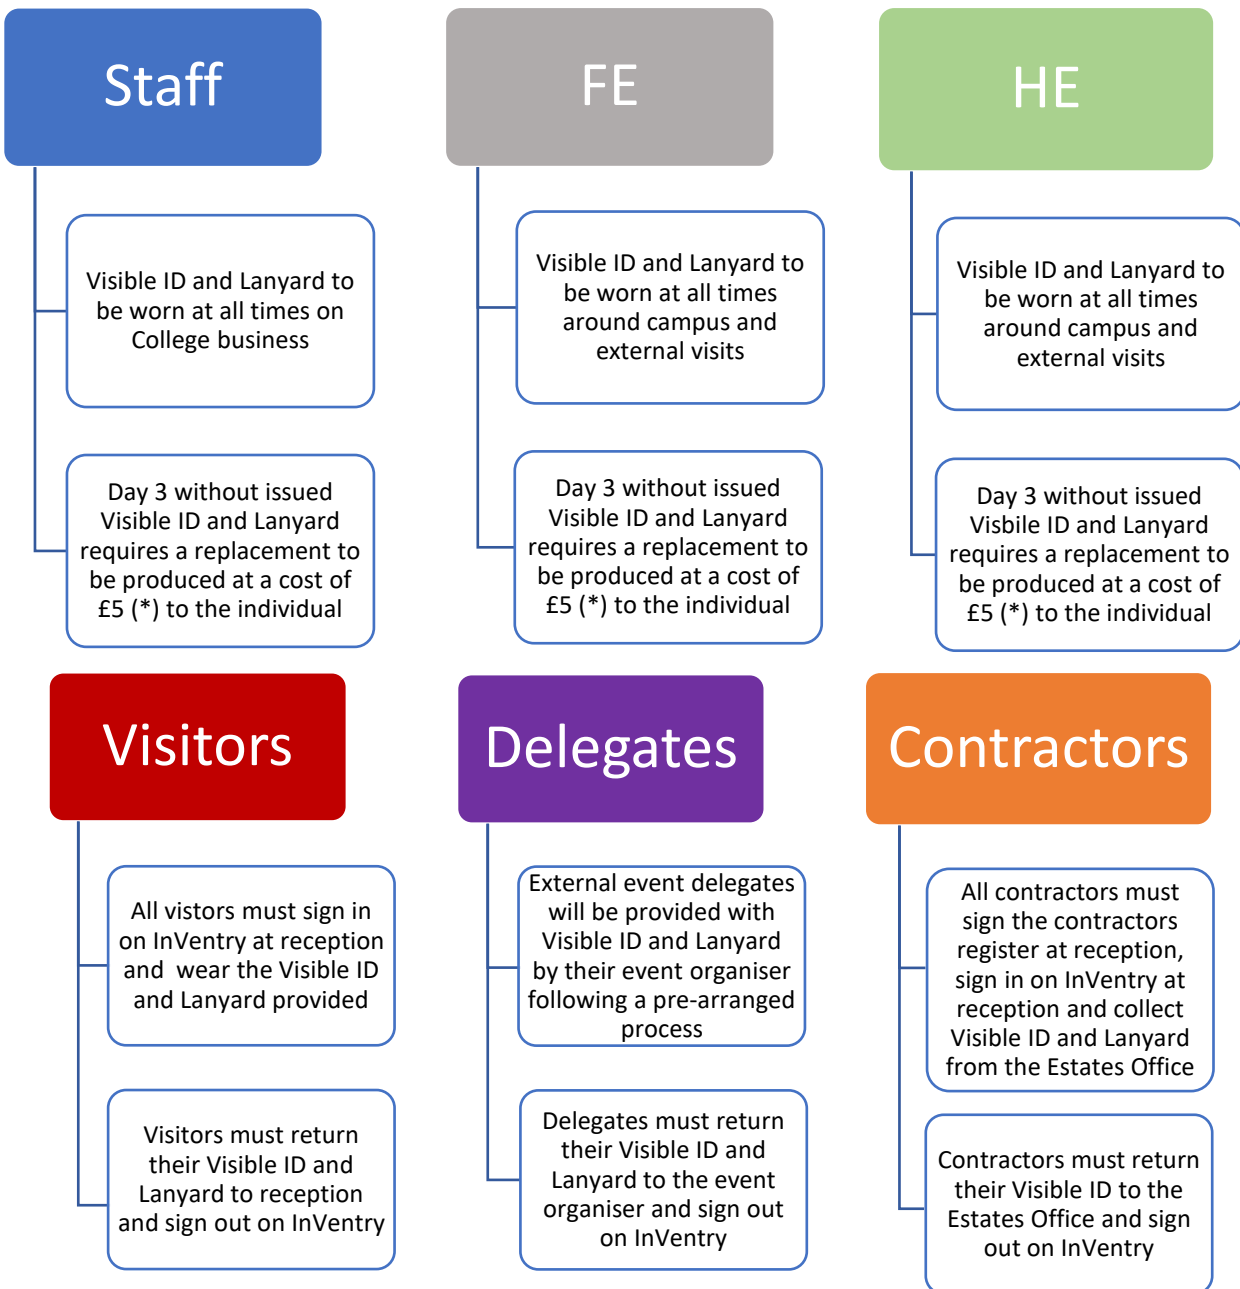 Staff
Visible ID and Lanyard to
be worn at all times on
College business
Day 3 without issued
Visible ID and Lanyard
requires a replacement to
be produced at a cost of
£5 (*) to the individual
FE
Visible ID and Lanyard to
be worn at all times
around campus and
external visits
Day 3 without issued
Visible ID and Lanyard
requires a replacement to
be produced at a cost of
£5 (*) to the individual
HE
Visible ID and Lanyard to
be worn at all times
around campus and
external visits
Day 3 without issued
Visbile ID and Lanyard
requires a replacement to
be produced at a cost of
£5 (*) to the individual
Visitors
All vistors must sign in
on InVentry at reception
and wear the Visible ID
and Lanyard provided
Visitors must return
their Visible ID and
Lanyard to reception
and sign out on InVentry
Delegates
External event delegates
will be provided with
Visible ID and Lanyard
by their event organiser
following a pre-arranged
process
Delegates must return
their Visible ID and
Lanyard to the event
organiser and sign out
on InVentry
Contractors
All contractors must
sign the contractors
register at reception,
sign in on InVentry at
reception and collect
Visible ID and Lanyard
from the Estates Office
Contractors must return
their Visible ID to the
Estates Office and sign
out on InVentry